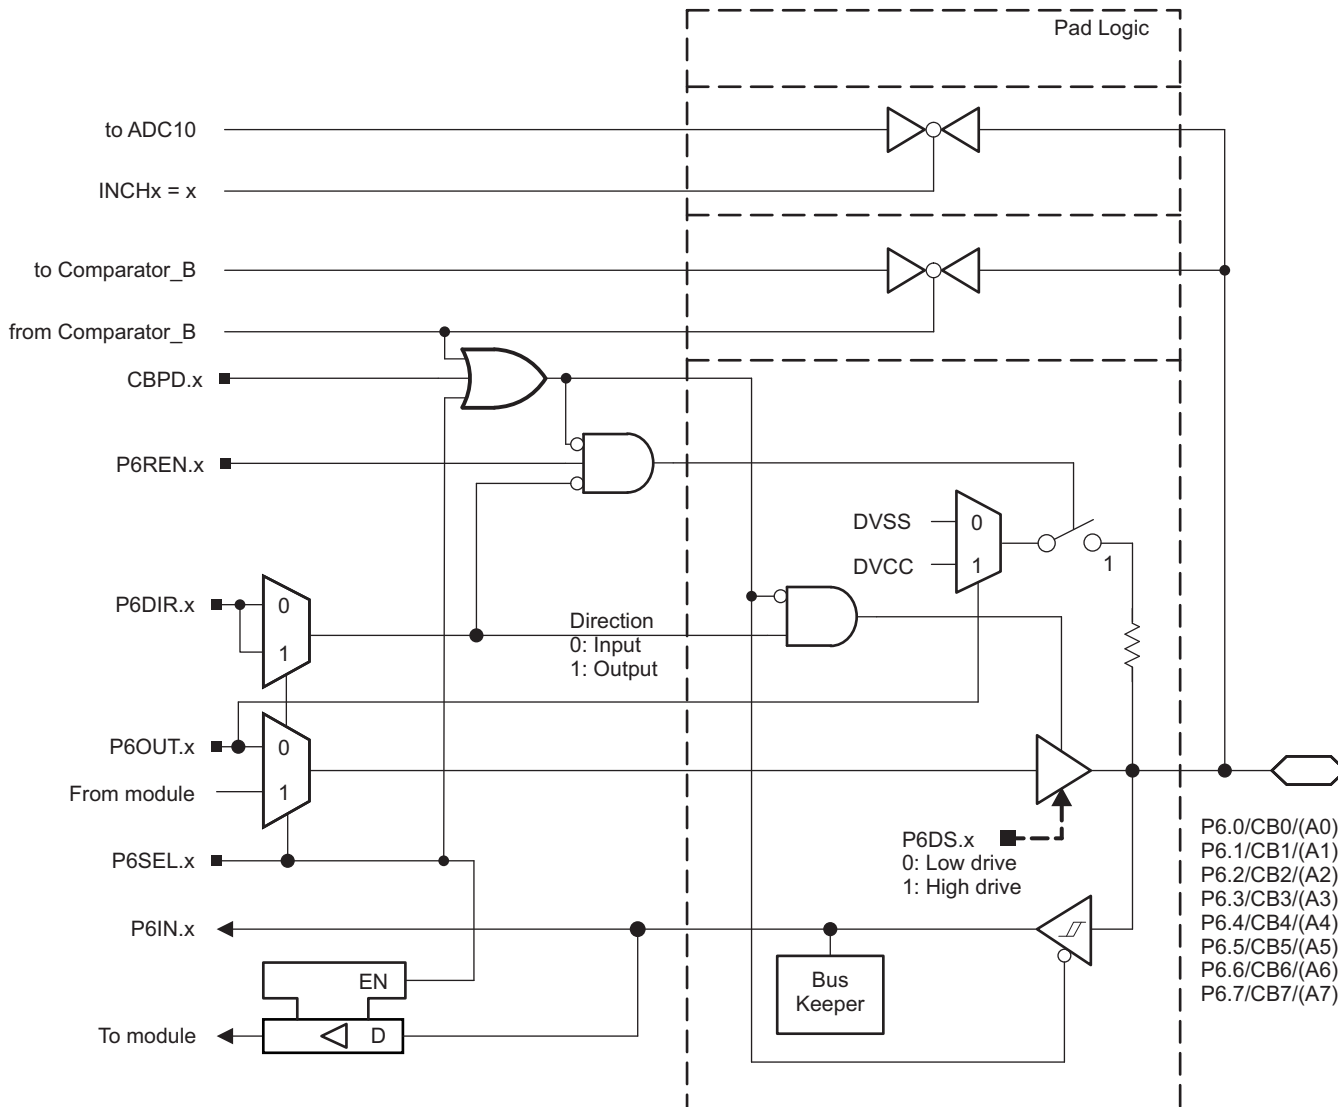 Pad Logic
to ADC10
INCHx = x
to Comparator_B
from Comparator_B
CBPD.x
P6REN.x
DVSS
0
DVCC
1
1
P6DIR.x
0
1
Direction
0: Input
1: Output
P6OUT.x
0
From module
1
P6SEL.x
P6DS.x
0: Low drive
1: High drive
P6.0/CB0/(A0)
P6.1/CB1/(A1)
P6.2/CB2/(A2)
P6.3/CB3/(A3)
P6.4/CB4/(A4)
P6.5/CB5/(A5)
P6.6/CB6/(A6)
P6.7/CB7/(A7)
P6IN.x
EN
Bus
Keeper
To module
D